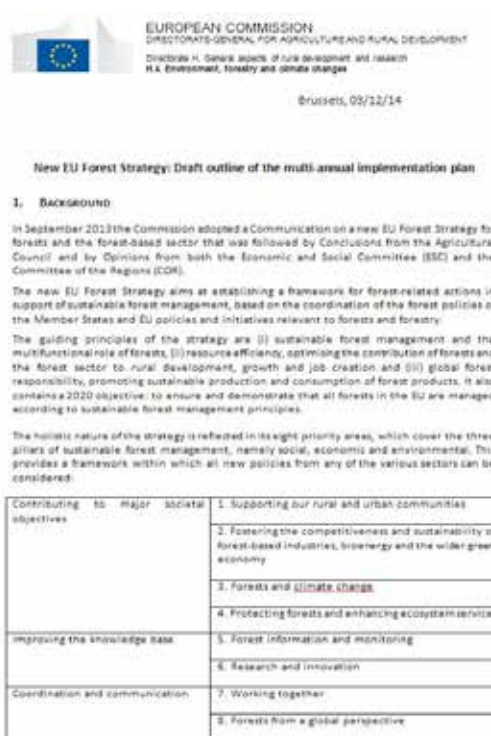 EUROPEAN COMMISSION
DIRECTORATE-GENERAL FOR AGRICULTURE AND RURAL DEVELOPMENT
Directorate H. General aspects of rural development and research
H.4. Environment, forestry and climate changes
Brussels, 03/12/14
New EU Forest Strategy: Draft outline of the multi-annual implementation plan
1. BACKGROUND
In September 2013 the Commission adopted a Communication on a new EU Forest Strategy for
forests and the forest-based sector that was followed by Conclusions from the Agricultural
Council and by Opinions from both the Economic and Social Committee (ESC) and the
Committee of the Regions (COR).
The new EU Forest Strategy aims at establishing a framework for forest-related actions in
support of sustainable forest management, based on the coordination of the forest policies of
the Member States and EU policies and initiatives relevant to forests and forestry.
The guiding principles of the strategy are (i) sustainable forest management and the
multifunctional role of forests, (ii) resource efficiency, optimising the contribution of forests and
the forest sector to rural development, growth and job creation and (iii) global forest
responsibility, promoting sustainable production and consumption of forest products. It also
contains a 2020 objective: to ensure and demonstrate that all forests in the EU are managed
according to sustainable forest management principles.
The holistic nature of the strategy is reflected in its eight priority areas, which cover the three
pillars of sustainable forest management, namely social, economic and environmental. This
provides a framework within which all new policies from any of the various sectors can be
considered:
Contributing to major societal objectives
1. Supporting our rural and urban communities
2. Fostering the competitiveness and sustainability of
forest-based industries, bioenergy and the wider green
economy
3. Forests and climate change
4. Protecting forests and enhancing ecosystem service
Improving the knowledge base
5. Forest information and monitoring
6. Research and innovation
Coordination and communication
7. Working together
8. Forests from a global perspective